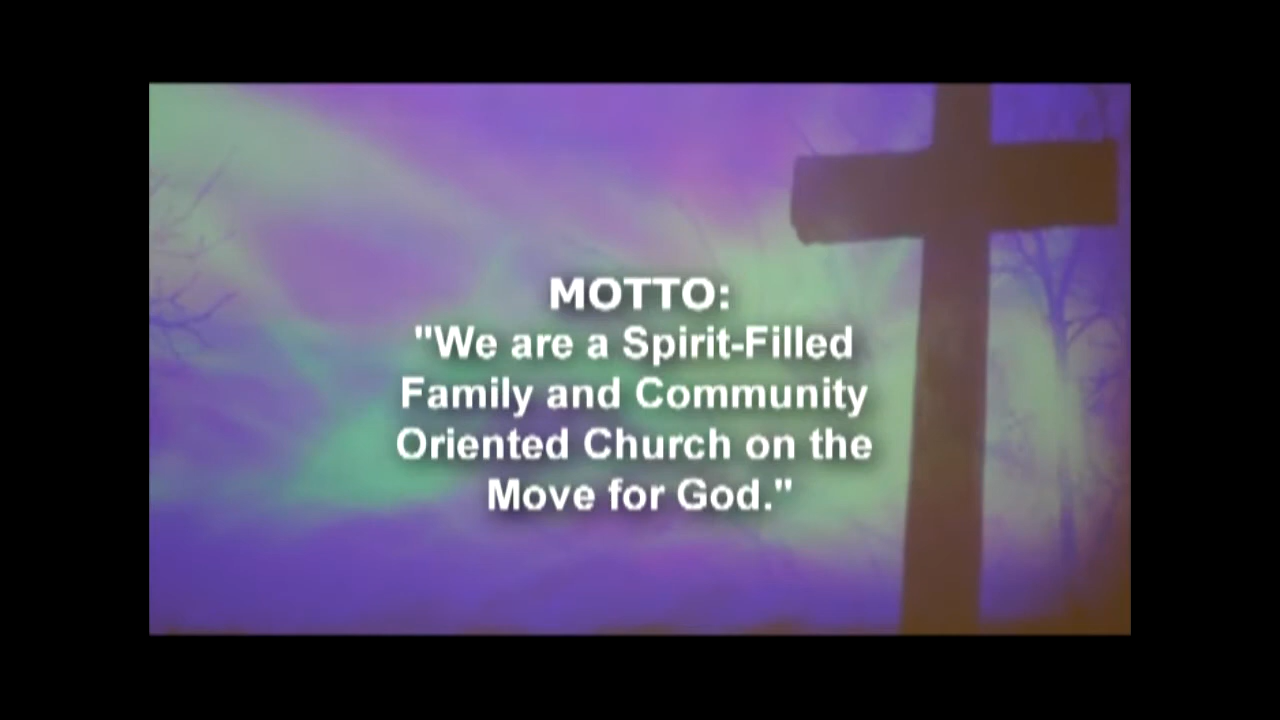 MOTTO:
"We are a Spirit-Filled
Family and Community
Oriented Church on the
Move for God."